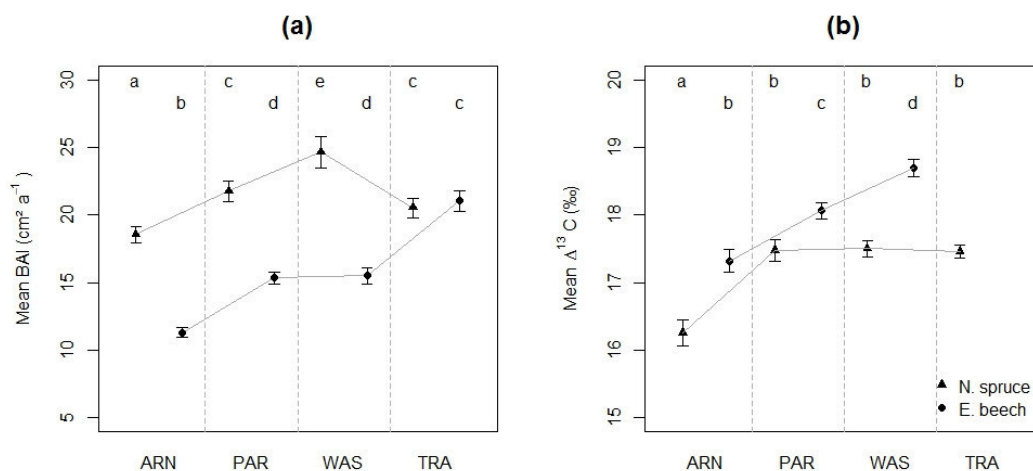 (a)
Mean BAI (cm² a⁻¹)
30
25
20
15
10
5
a
b
c
d
e
d
c
c
ARN PAR WAS TRA
(b)
Mean Δ¹³ C (‰)
20
19
18
17
16
15
a
b
b
c
b
d
b
N. spruce
E. beech
ARN PAR WAS TRA